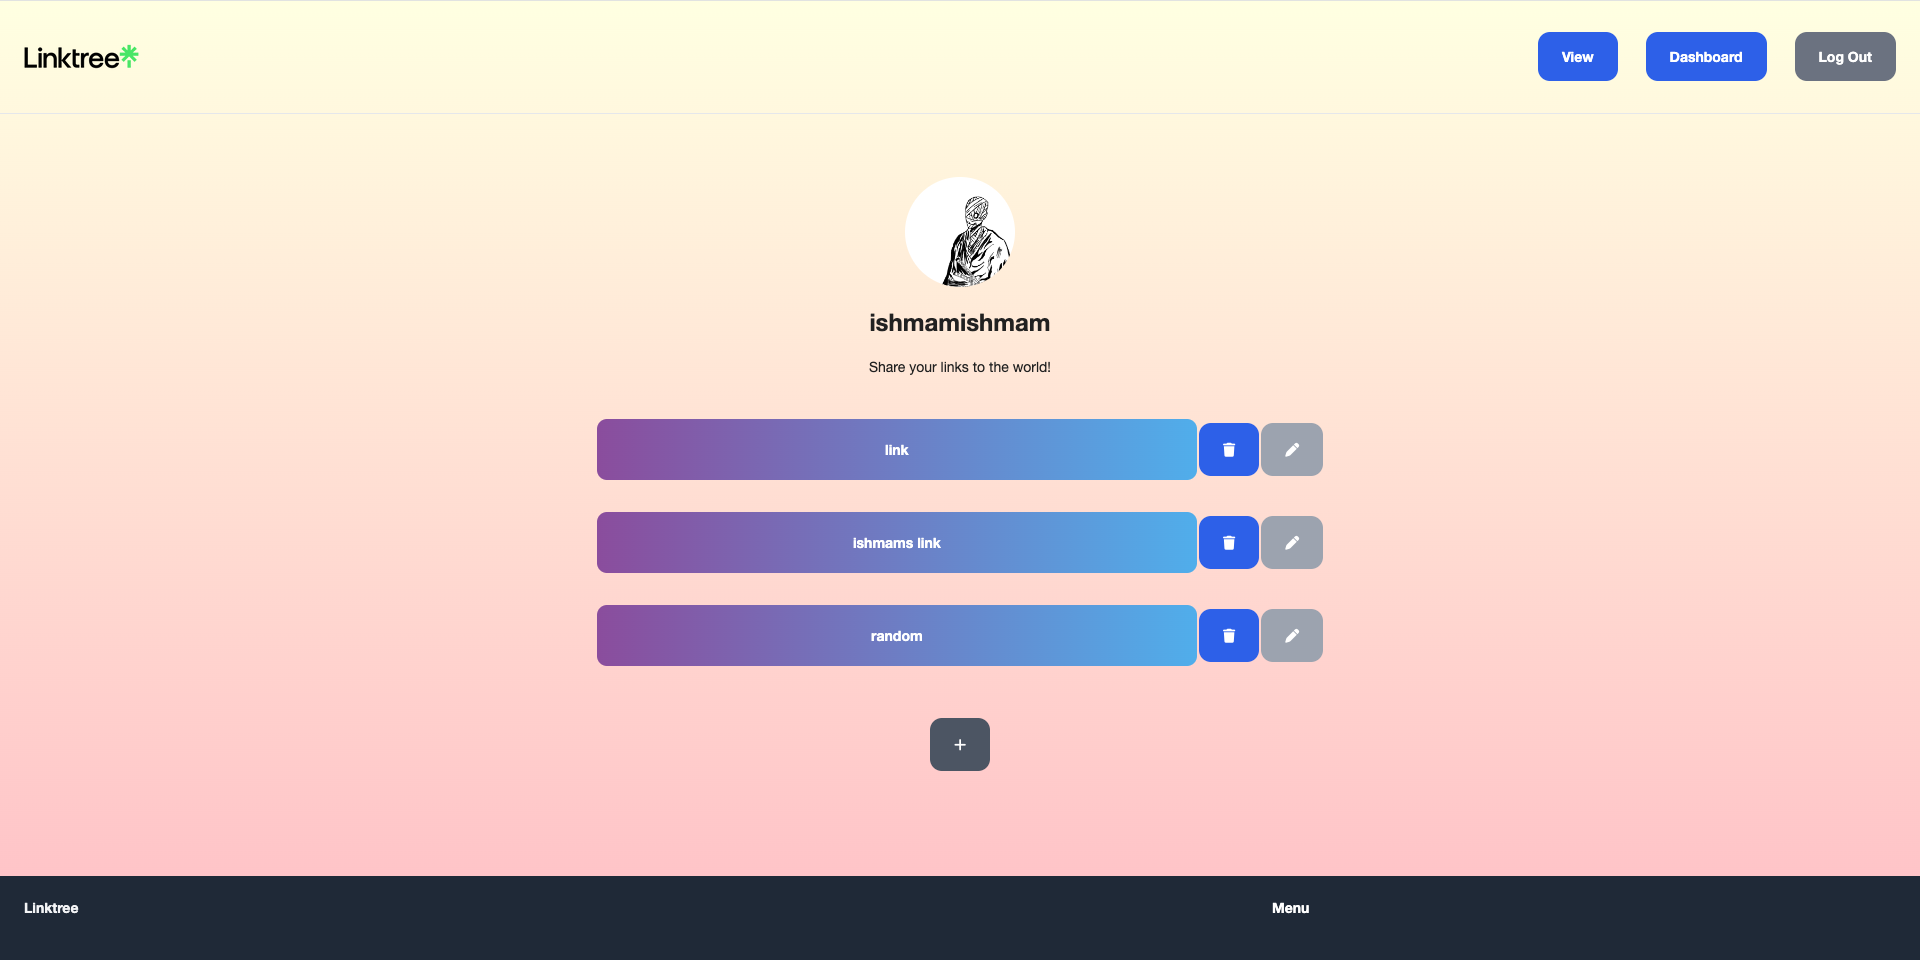 Linktree
View
Dashboard
Log Out
ishmamishmam
Share your links to the world!
link
ishmams link
random
+
Linktree
Menu